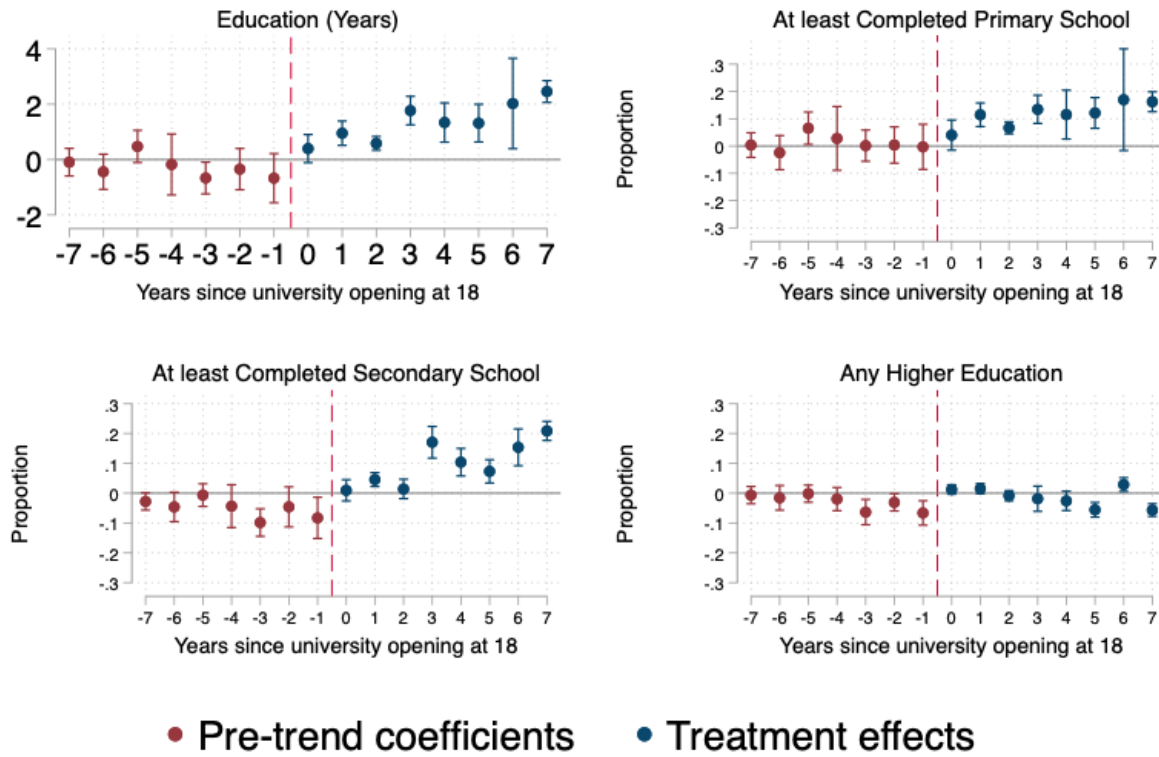 Education (Years)
4
2
0
-2
-7 -6 -5 -4 -3 -2 -1 0 1 2 3 4 5 6 7
Years since university opening at 18
At least Completed Primary School
Proportion
.3
.2
.1
0
-.1
-.2
-.3
-7 -6 -5 -4 -3 -2 -1 0 1 2 3 4 5 6 7
Years since university opening at 18
At least Completed Secondary School
Proportion
.3
.2
.1
0
-.1
-.2
-.3
-7 -6 -5 -4 -3 -2 -1 0 1 2 3 4 5 6 7
Years since university opening at 18
Any Higher Education
Proportion
.3
.2
.1
0
-.1
-.2
-.3
-7 -6 -5 -4 -3 -2 -1 0 1 2 3 4 5 6 7
Years since university opening at 18
Pre-trend coefficients Treatment effects